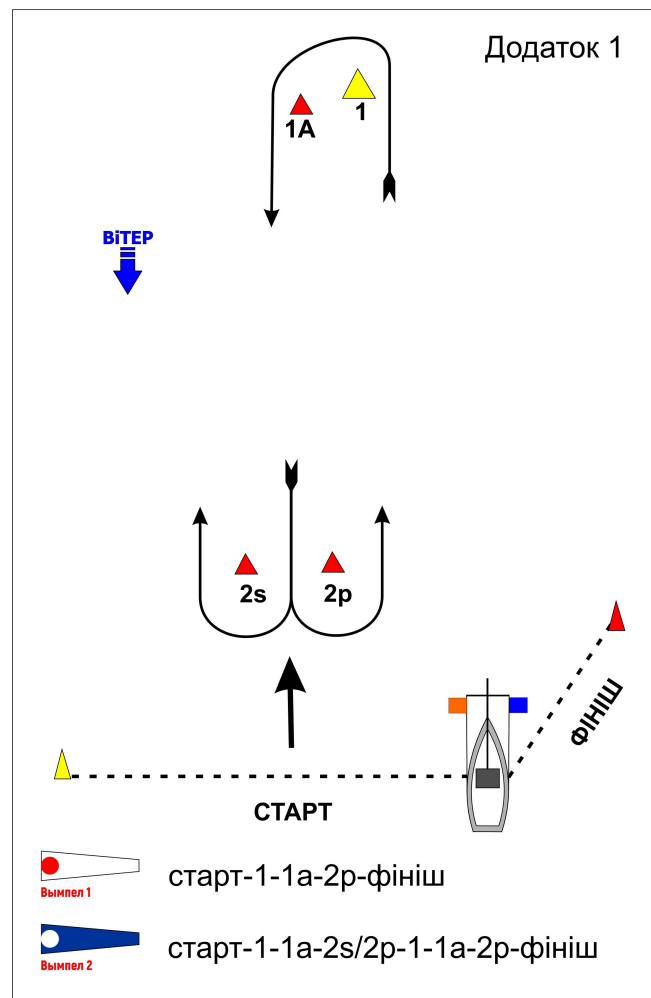 Додаток 1
1A
1
ВіТЕР
2s
2p
ФІНІШ
СТАРТ
Вымпел 1
старт-1-1а-2р-фініш
Вымпел 2
старт-1-1а-2s/2р-1-1а-2р-фініш